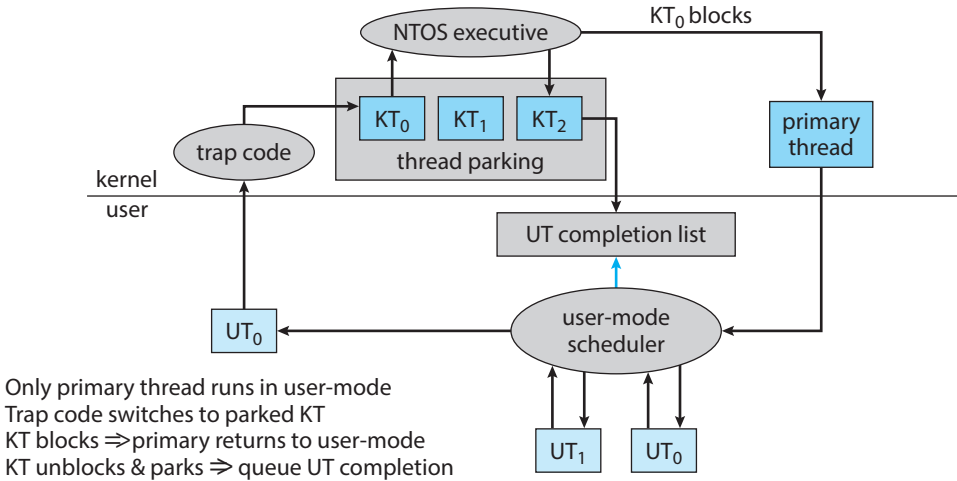 KT₀ blocks
NTOS executive
KT₀
KT₁
KT₂
primary
thread
trap code
thread parking
kernel
user
UT completion list
UT₀
user-mode
scheduler
Only primary thread runs in user-mode
Trap code switches to parked KT
KT blocks ⇒ primary returns to user-mode
KT unblocks & parks ⇒ queue UT completion
UT₁
UT₀